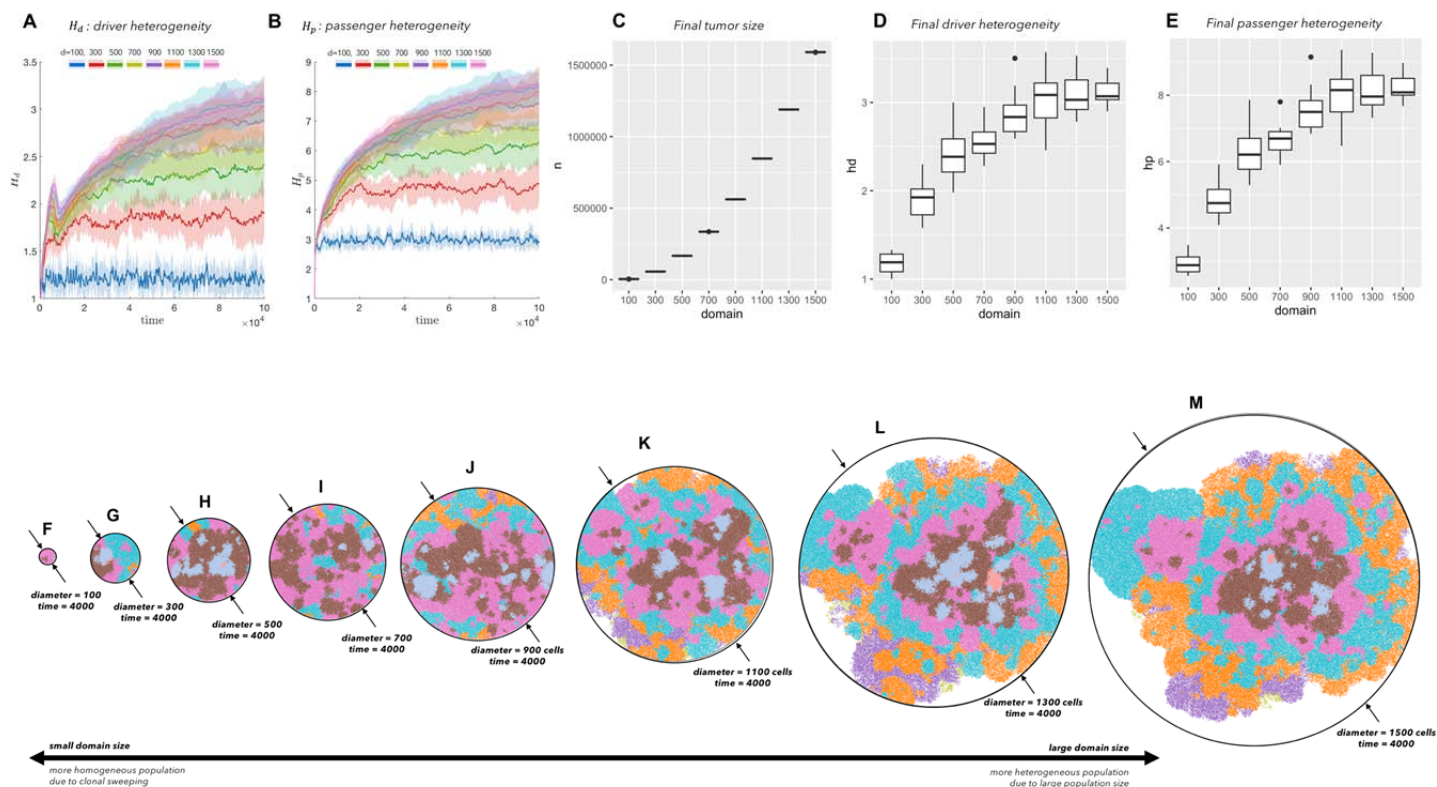 A
H_d : driver heterogeneity
d=100, 300 500 700 900 1100 1300 1500
3.5
3
2.5
2
1.5
1
H_d
0 2 4 6 8 10
time
×10^4
B
H_p : passenger heterogeneity
d=100, 300 500 700 900 1100 1300 1500
9
8
7
6
5
4
3
2
1
H_p
0 2 4 6 8 10
time
×10^4
C
Final tumor size
1500000
1000000
500000
0
n
100 300 500 700 900 1100 1300 1500
domain
D
Final driver heterogeneity
3
2
1
hd
100 300 500 700 900 1100 1300 1500
domain
E
Final passenger heterogeneity
8
6
4
hp
100 300 500 700 900 1100 1300 1500
domain
F
diameter = 100
time = 4000
G
diameter = 300
time = 4000
H
diameter = 500
time = 4000
I
diameter = 700
time = 4000
J
diameter = 900 cells
time = 4000
K
diameter = 1100 cells
time = 4000
L
diameter = 1300 cells
time = 4000
M
diameter = 1500 cells
time = 4000
small domain size
more homogeneous population
due to clonal sweeping
large domain size
more heterogeneous population
due to large population size